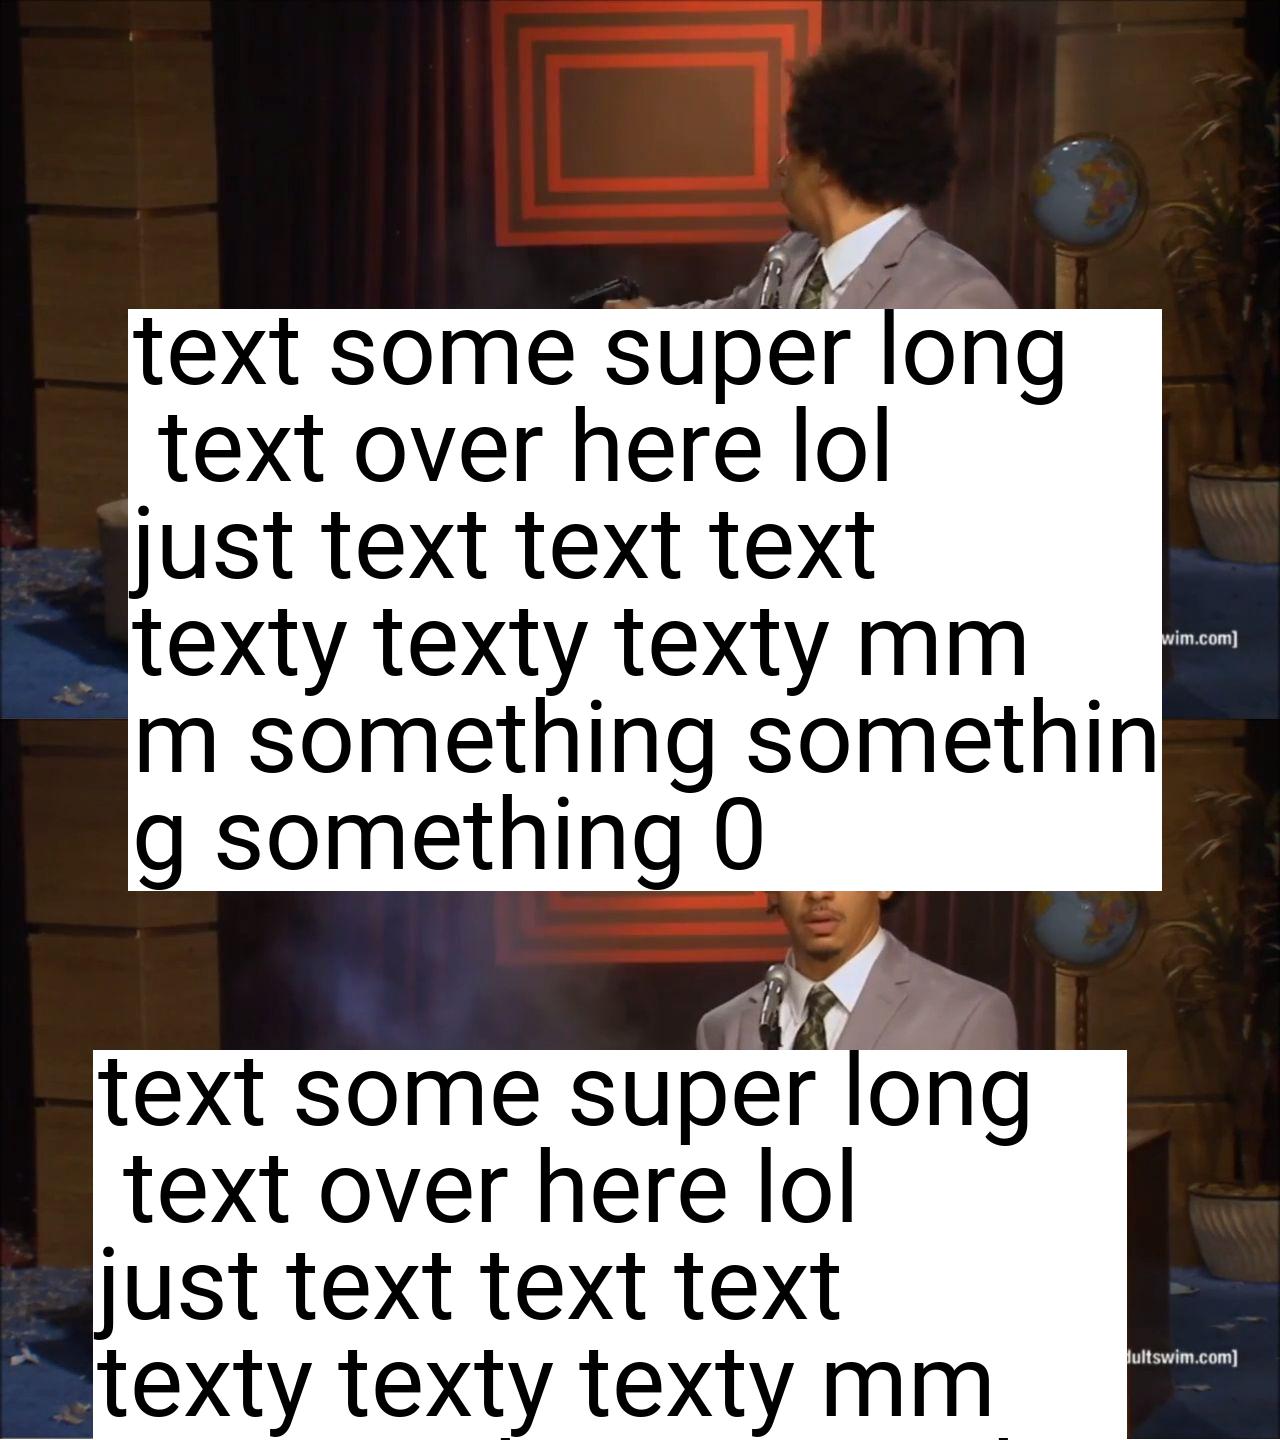 text some super long
text over here lol
just text text text
texty texty texty mm
m something somethin
g something 0
wim.com]
text some super long
text over here lol
just text text text
texty texty texty mm
dultswim.com]